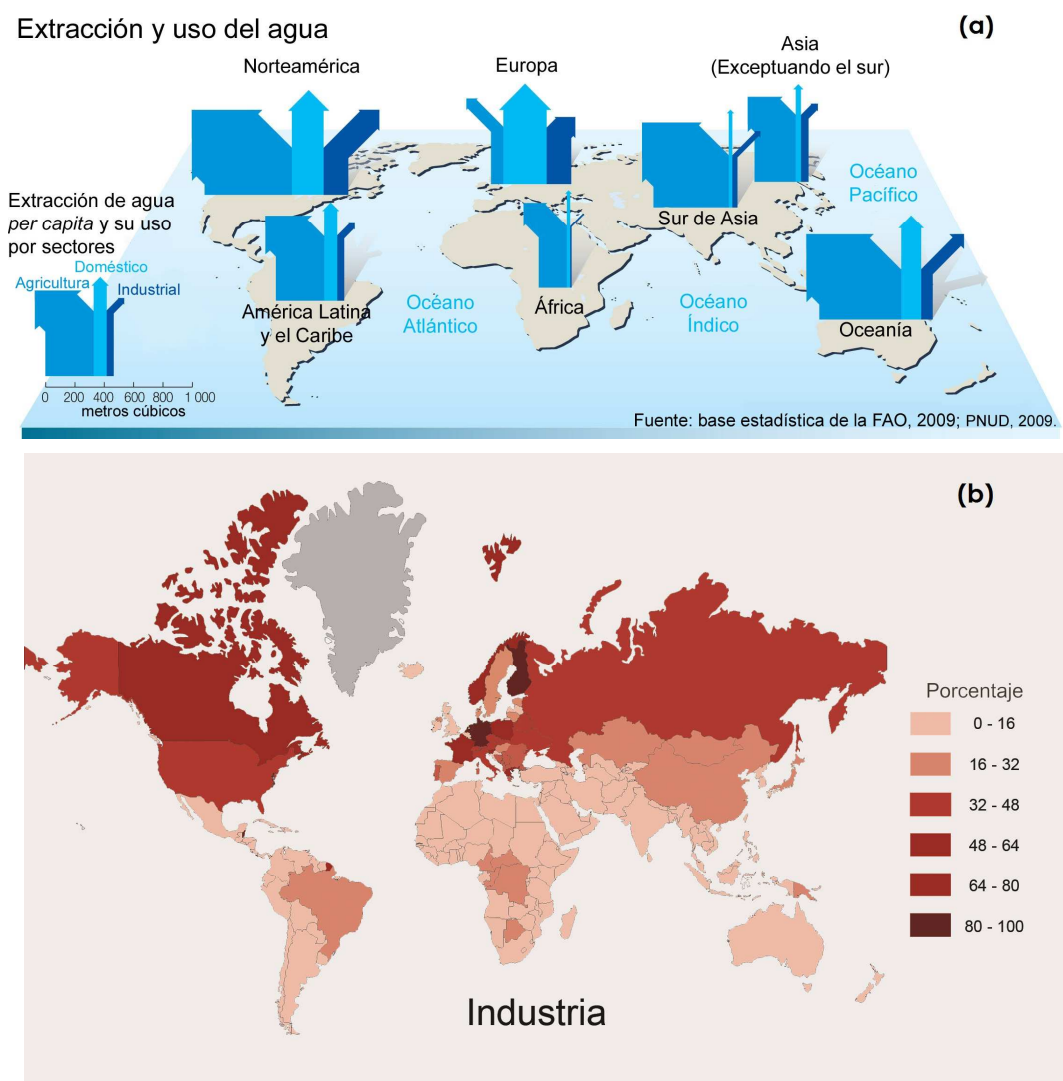 Extracción y uso del agua
(a)
Norteamérica
Europa
Asia
(Exceptuando el sur)
Océano
Pacífico
Extracción de agua
per capita y su uso
por sectores
Doméstico
Agricultura
Industrial
Sur de Asia
América Latina
y el Caribe
Océano
Atlántico
África
Océano
Índico
Oceanía
0 200 400 600 800 1 000
metros cúbicos
Fuente: base estadística de la FAO, 2009; PNUD, 2009.
(b)
Porcentaje
0 - 16
16 - 32
32 - 48
48 - 64
64 - 80
80 - 100
Industria